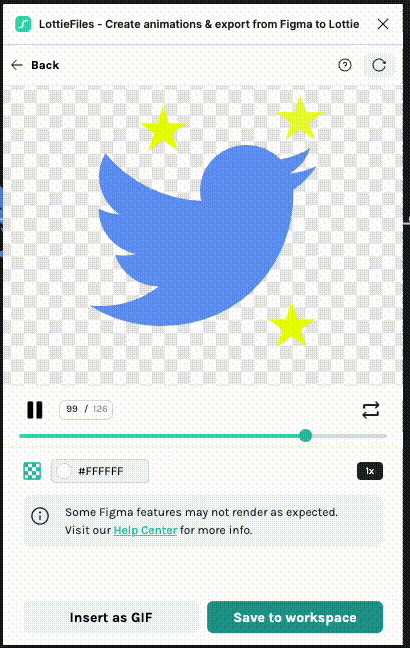 LottieFiles - Create animations & export from Figma to Lottie
Back
99 / 126
#FFFFFF
1x
Some Figma features may not render as expected.
Visit our Help Center for more info.
Insert as GIF
Save to workspace